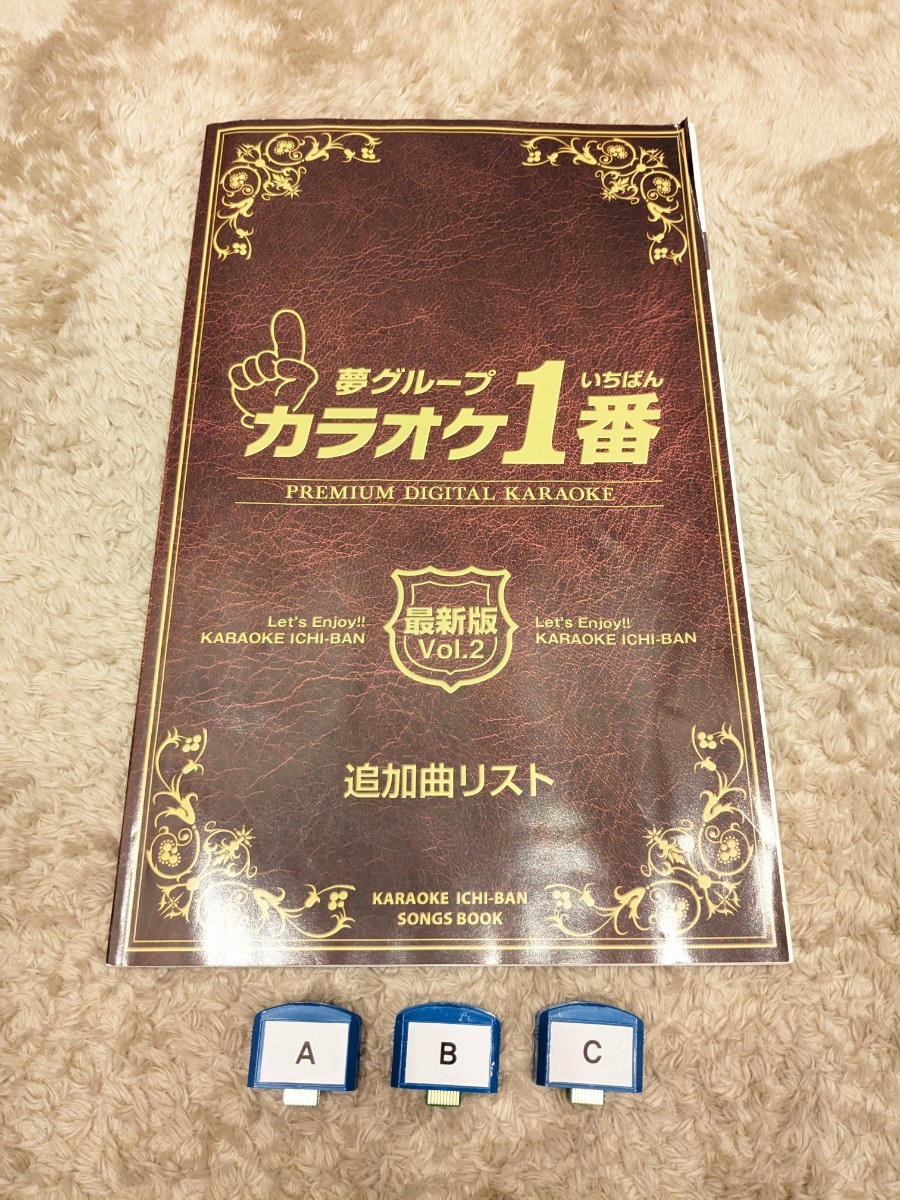 夢グループ
いちばん
カラオケ1番
PREMIUM DIGITAL KARAOKE
Let's Enjoy!!
KARAOKE ICHI-BAN
最新版
Vol.2
Let's Enjoy!!
KARAOKE ICHI-BAN
追加曲リスト
KARAOKE ICHI-BAN
SONGS BOOK
A
B
C